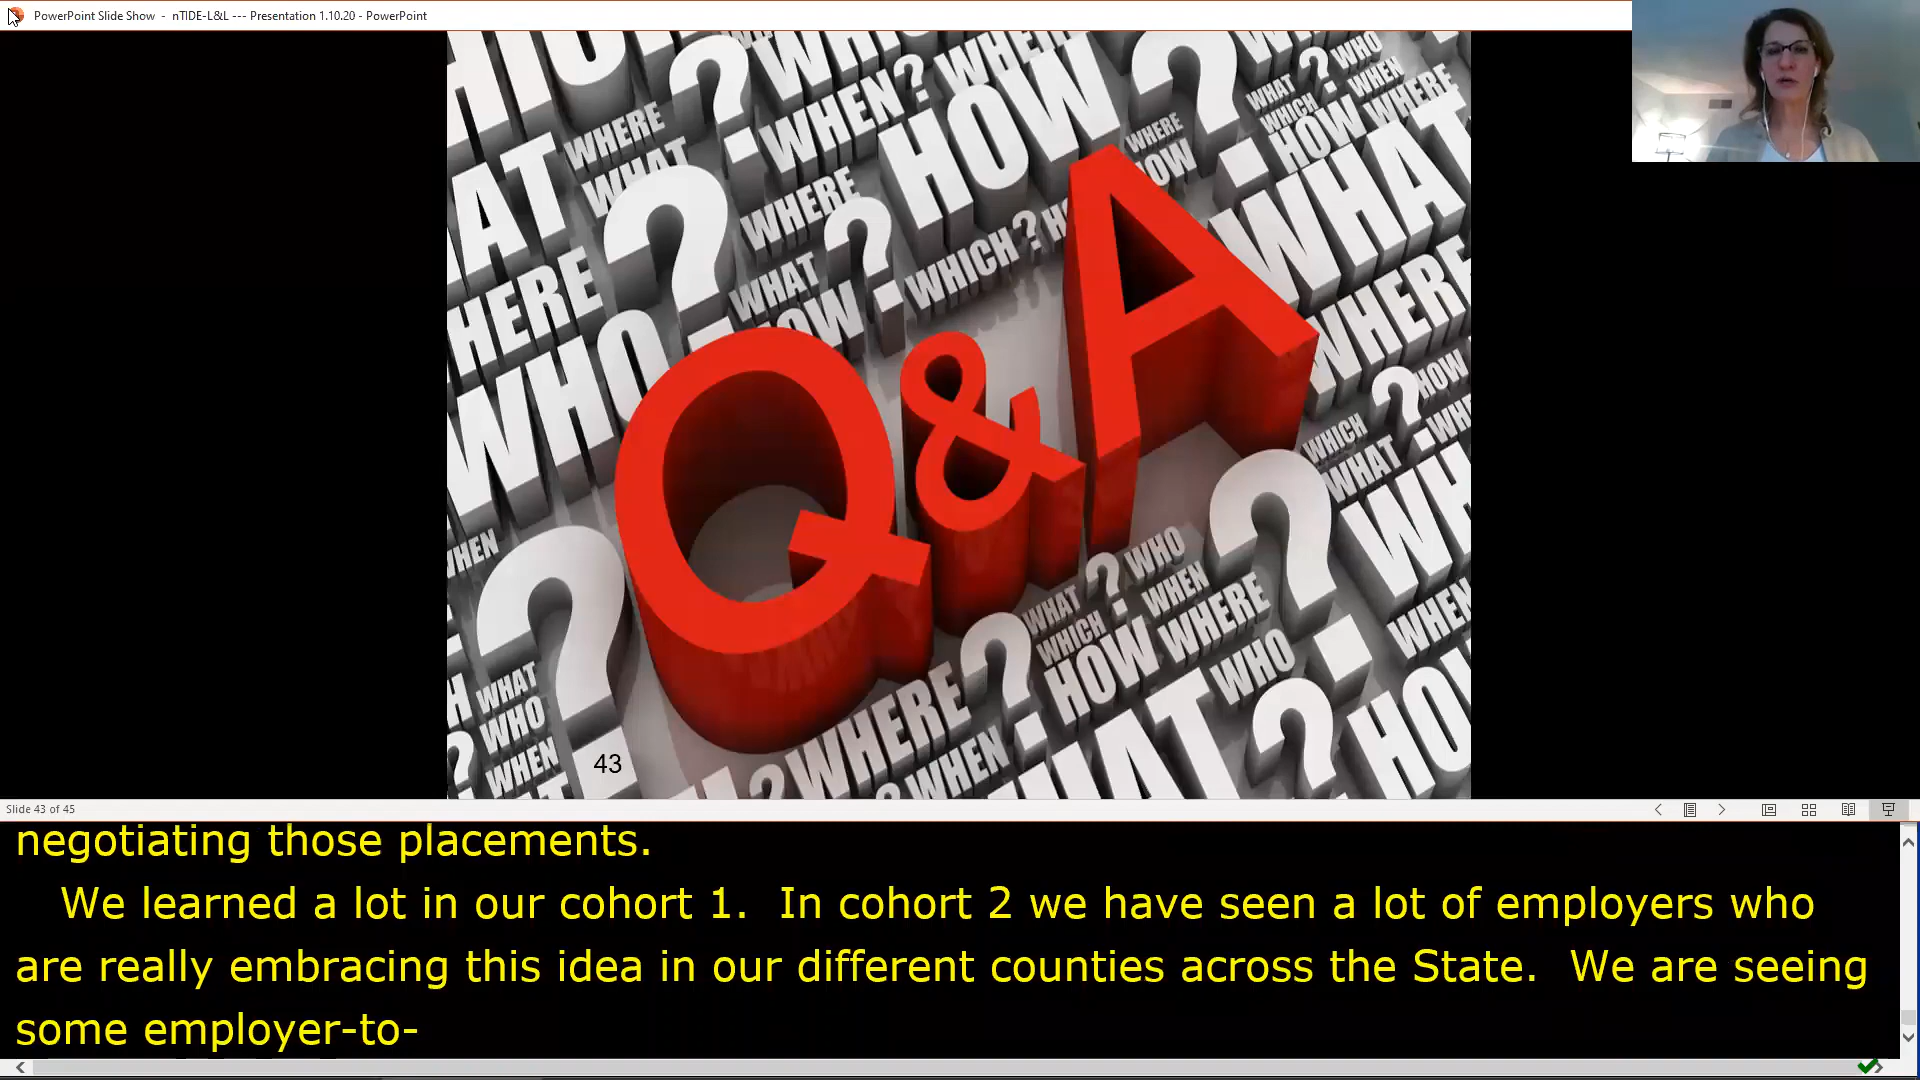 PowerPoint Slide Show - nTIDE-L&L --- Presentation 1.10.20 - PowerPoint
WHERE
WHAT
WHEN?
HOW
WHERE
WHAT
WHICH?
WHERE
WHAT
WHICH
?
WHO
WHEN
HOW
WHERE
WHAT
AT
HERE
WHO
?
Q&A
WHERE
HOW
WHICH
WHAT
?
WHEN
?
WHAT
WHO
WHEN
WHAT
WHICH
?
WHO
WHEN
HOW
WHERE
WHERE
?
WHEN
WHO
?
WHEN
43
Slide 43 of 45
negotiating those placements.
We learned a lot in our cohort 1. In cohort 2 we have seen a lot of employers who
are really embracing this idea in our different counties across the State. We are seeing
some employer-to-